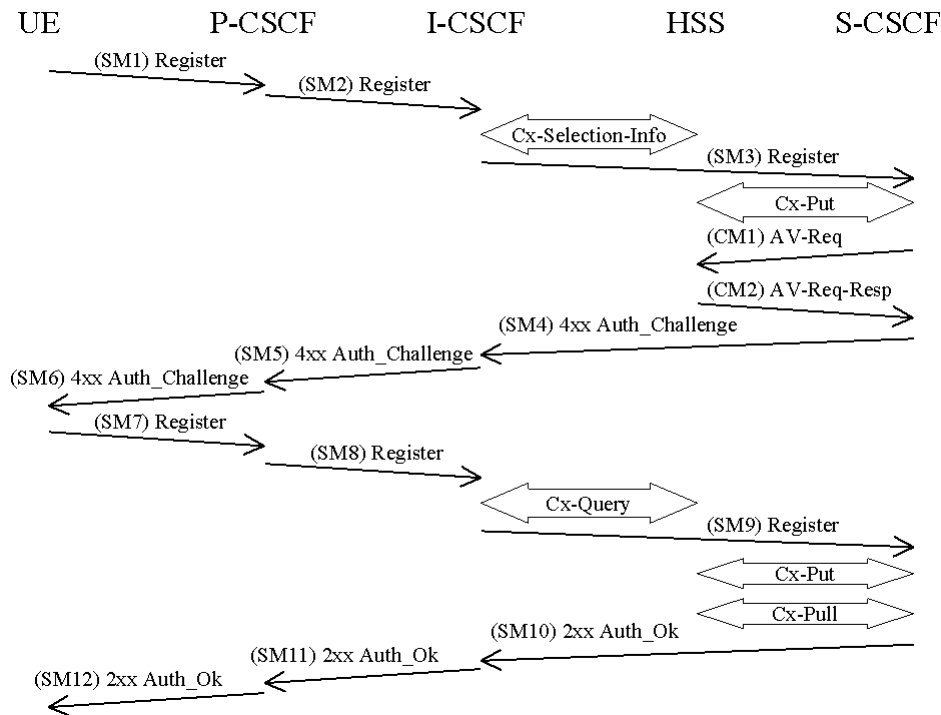 UE P-CSCF I-CSCF HSS S-CSCF
(SM1) Register
(SM2) Register
Cx-Selection-Info
(SM3) Register
Cx-Put
(CM1) AV-Req
(CM2) AV-Req-Resp
(SM4) 4xx Auth_Challenge
(SM5) 4xx Auth_Challenge
(SM6) 4xx Auth_Challenge
(SM7) Register
(SM8) Register
Cx-Query
(SM9) Register
Cx-Put
Cx-Pull
(SM10) 2xx Auth_Ok
(SM11) 2xx Auth_Ok
(SM12) 2xx Auth_Ok